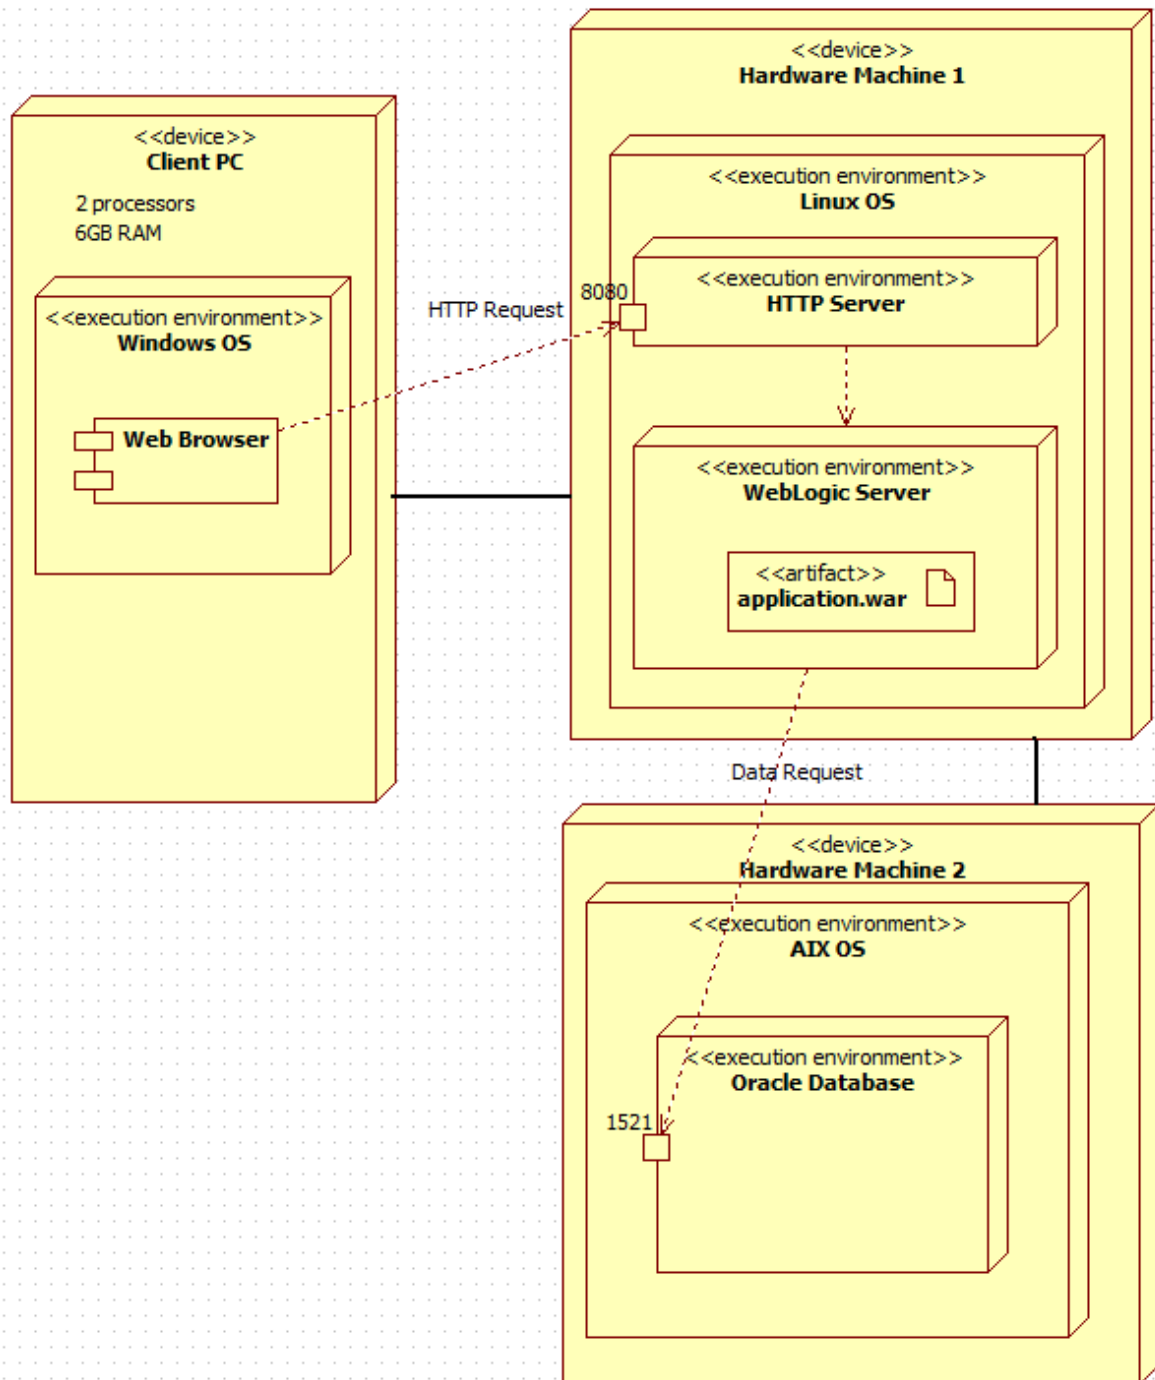 <<device>>
Client PC
2 processors
6GB RAM
<<execution environment>>
Windows OS
Web Browser
HTTP Request
<<device>>
Hardware Machine 1
<<execution environment>>
Linux OS
8080
<<execution environment>>
HTTP Server
<<execution environment>>
WebLogic Server
<<artifact>>
application.war
Data Request
<<device>>
Hardware Machine 2
<<execution environment>>
AIX OS
<<execution environment>>
Oracle Database
1521